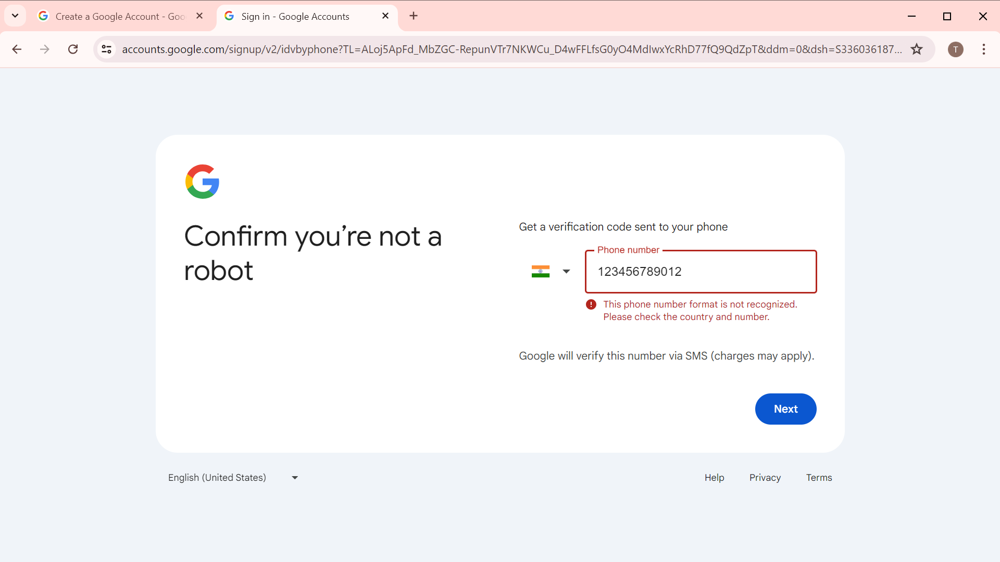 Create a Google Account - Goo
Sign in - Google Accounts
accounts.google.com/signup/v2/idvbyphone?TL=ALoj5ApFd_MbZGC-RepunVTr7NKWCu_D4wFFLfsG0yO4MdIwxYcRhD77fQ9QdZpT&ddm=0&dsh=S336036187...
T
Confirm you’re not a
robot
Get a verification code sent to your phone
Phone number
123456789012
This phone number format is not recognized.
Please check the country and number.
Google will verify this number via SMS (charges may apply).
Next
English (United States)
Help Privacy Terms